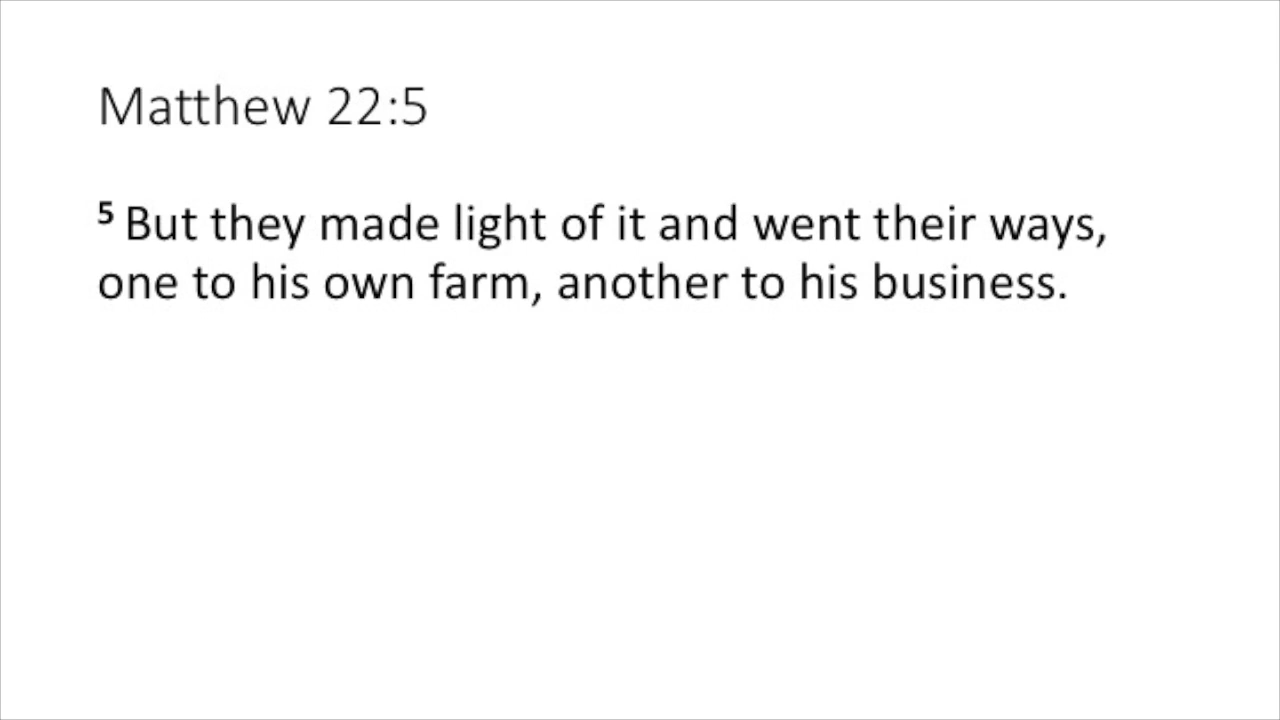 Matthew 22:5
5 But they made light of it and went their ways,
one to his own farm, another to his business.